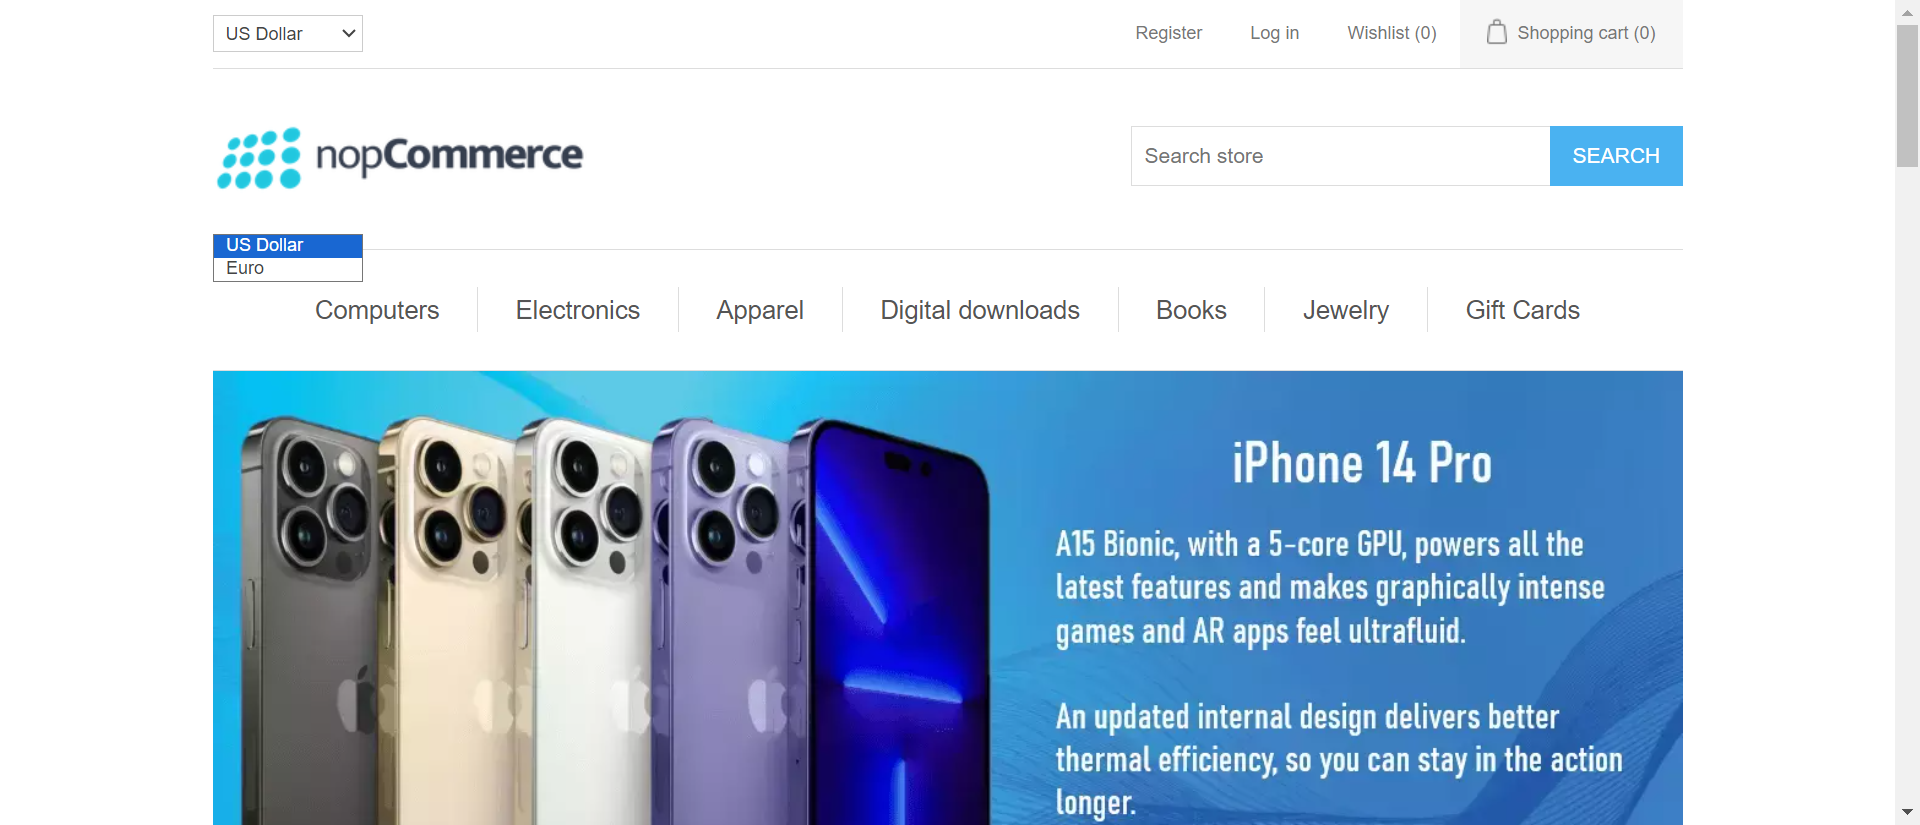 US Dollar
Register
Log in
Wishlist (0)
Shopping cart (0)
nopCommerce
Search store
SEARCH
US Dollar
Euro
Computers
Electronics
Apparel
Digital downloads
Books
Jewelry
Gift Cards
iPhone 14 Pro
A15 Bionic, with a 5-core GPU, powers all the
latest features and makes graphically intense
games and AR apps feel ultrafluid.
An updated internal design delivers better
thermal efficiency, so you can stay in the action
longer.